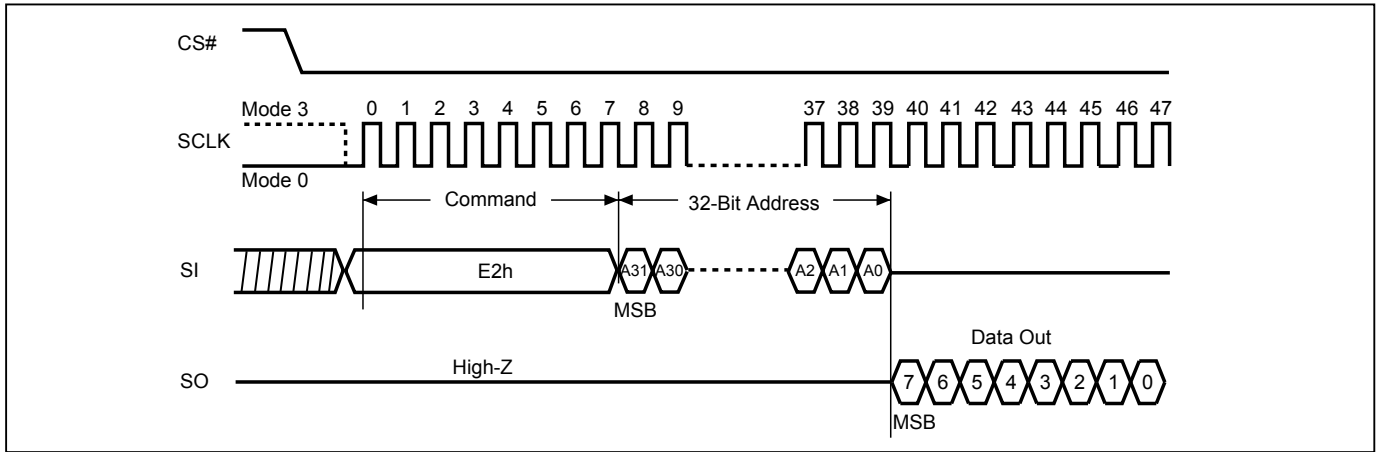 CS#
Mode 3
0 1 2 3 4 5 6 7 8 9 37 38 39 40 41 42 43 44 45 46 47
SCLK
Mode 0
Command
32-Bit Address
SI
E2h
A31 A30 A2 A1 A0
MSB
Data Out
High-Z
SO
7 6 5 4 3 2 1 0
MSB